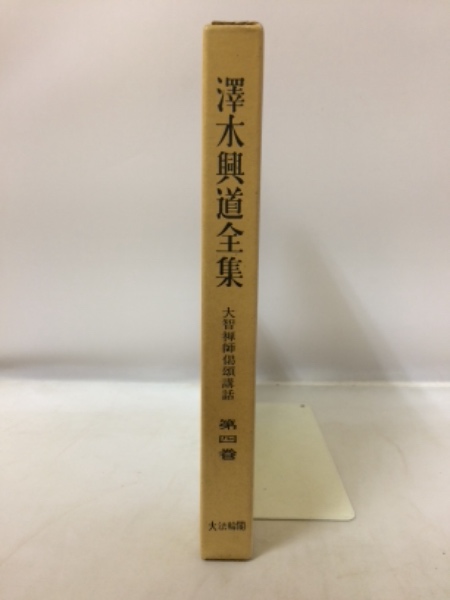 澤木興道全集
大智禅師偈頌講話
第四巻
大法輪閣